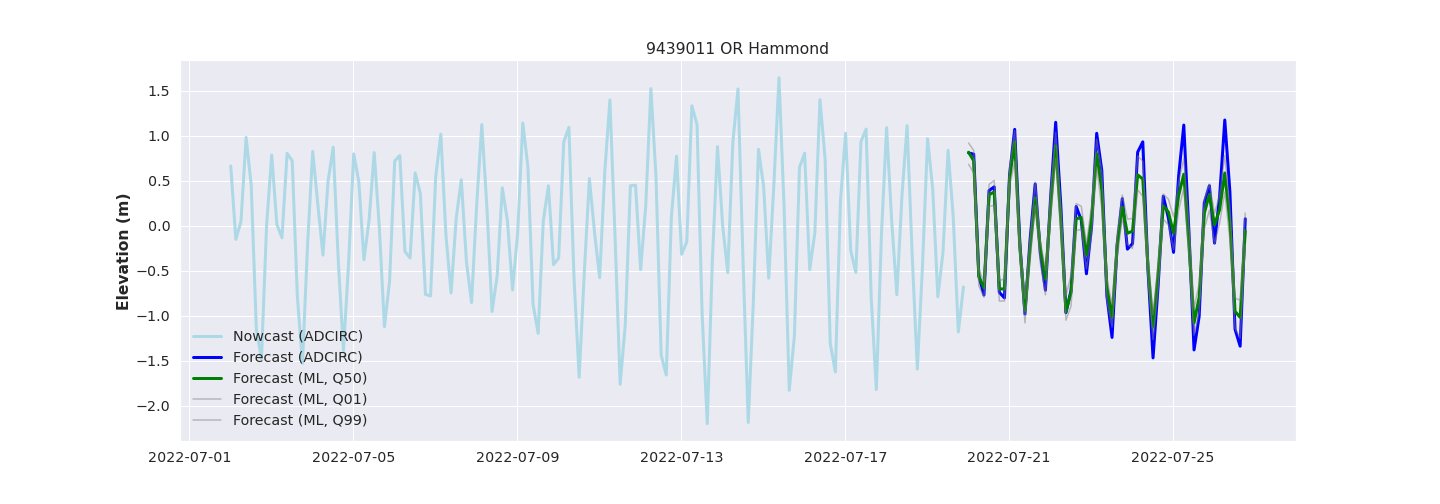 9439011 OR Hammond
Elevation (m)
1.5
1.0
0.5
0.0
−0.5
−1.0
−1.5
−2.0
Nowcast (ADCIRC)
Forecast (ADCIRC)
Forecast (ML, Q50)
Forecast (ML, Q01)
Forecast (ML, Q99)
2022-07-01 2022-07-05 2022-07-09 2022-07-13 2022-07-17 2022-07-21 2022-07-25